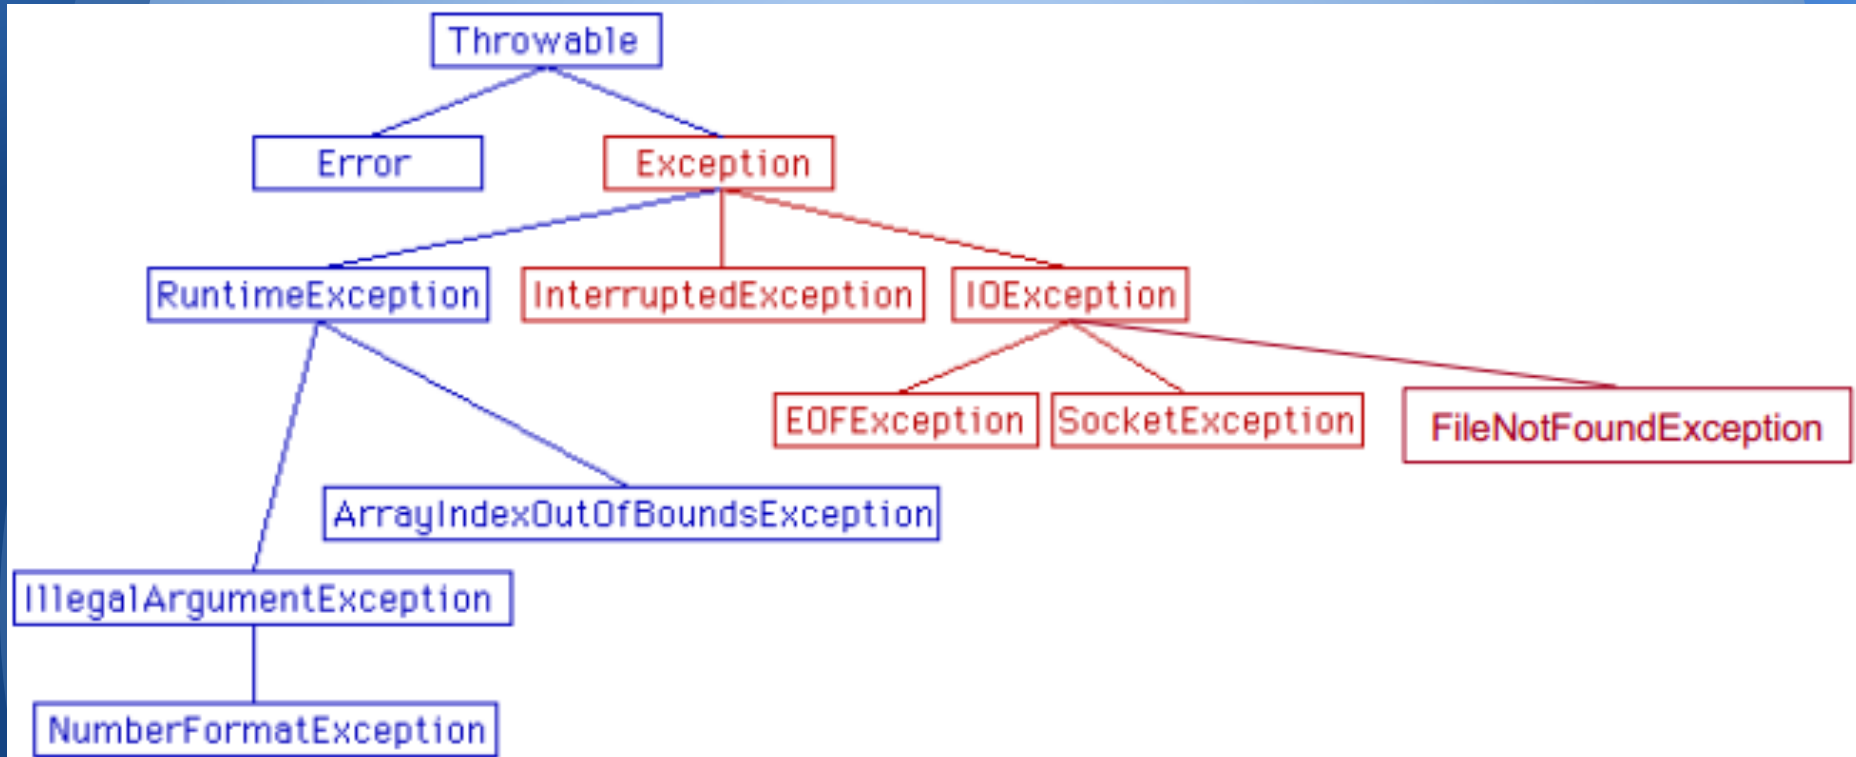 Throwable
Error
Exception
RuntimeException
InterruptedException
IOException
EOFException
SocketException
FileNotFoundException
ArrayIndexOutOfBoundsException
IllegalArgumentException
NumberFormatException